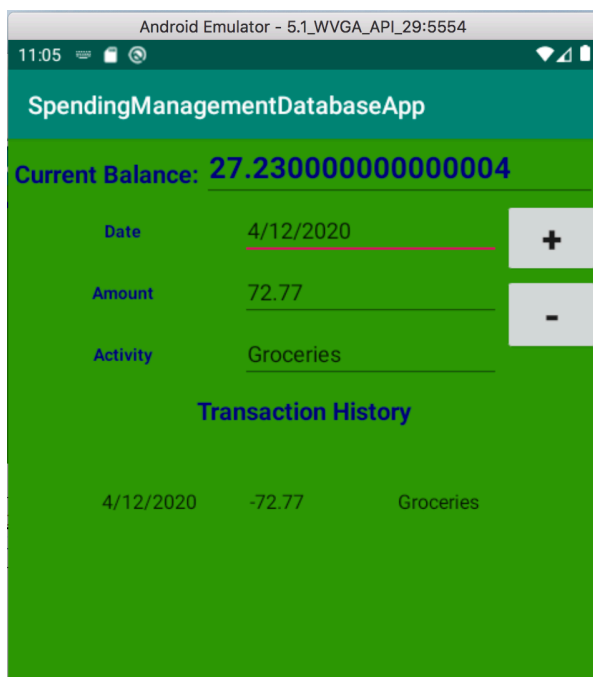 Android Emulator - 5.1_WVGA_API_29:5554
11:05
SpendingManagementDatabaseApp
Current Balance: 27.230000000000004
Date 4/12/2020 +
Amount 72.77
-
Activity Groceries
Transaction History
4/12/2020 -72.77 Groceries